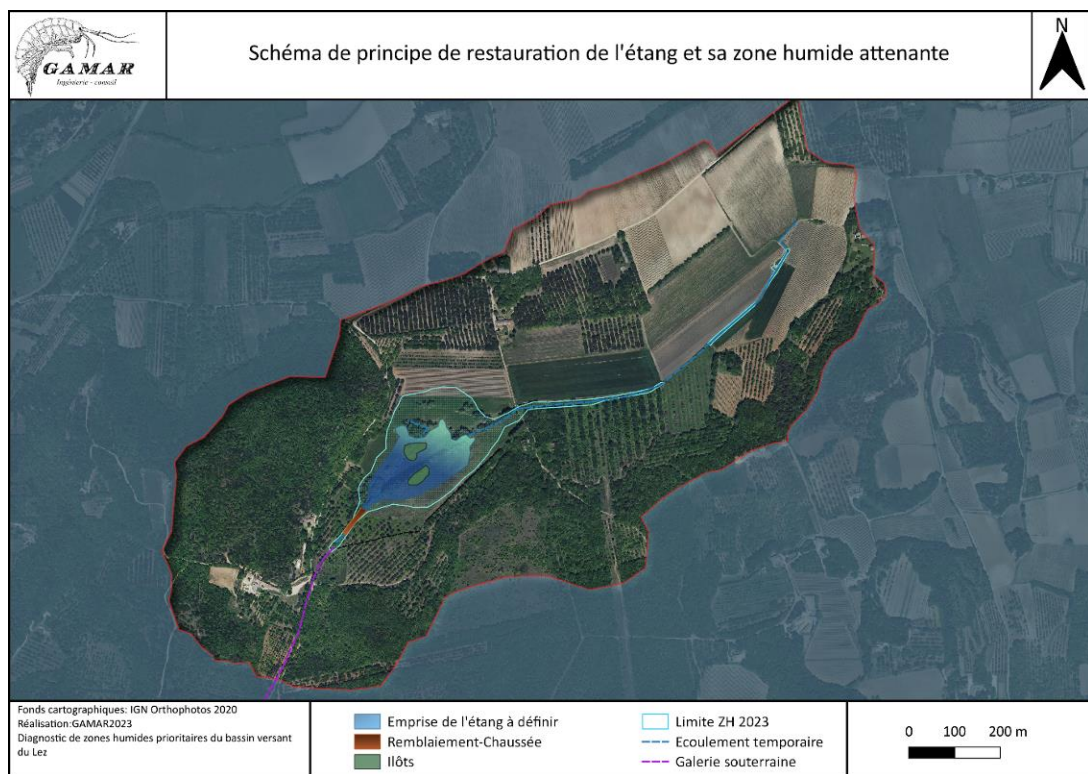 GAMAR
Ingénierie - conseil
Schéma de principe de restauration de l'étang et sa zone humide attenante
N
Fonds cartographiques: IGN Orthophotos 2020
Réalisation:GAMAR2023
Diagnostic de zones humides prioritaires du bassin versant
du Lez
Emprise de l'étang à définir
Remblaiement-Chaussée
Ilôts
Limite ZH 2023
Ecoulement temporaire
Galerie souterraine
0 100 200 m